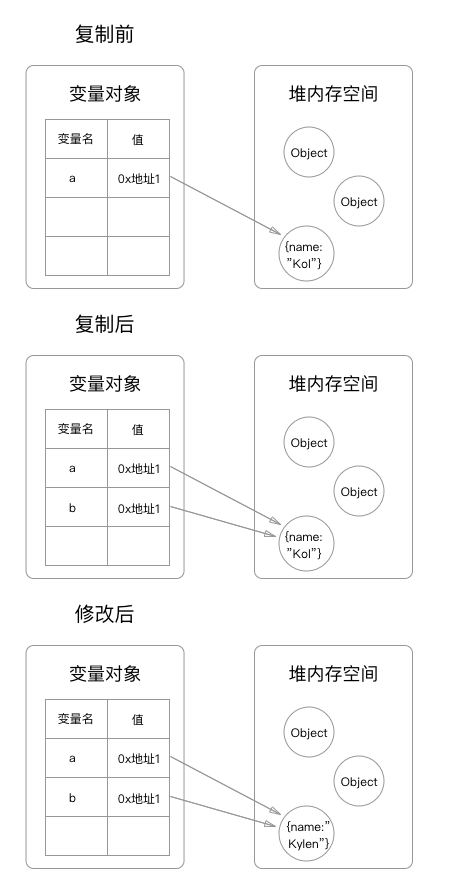 复制前
变量对象
变量名 值
a 0x地址1
堆内存空间
Object
Object
{name:
”Kol”}
复制后
变量对象
变量名 值
a 0x地址1
b 0x地址1
堆内存空间
Object
Object
{name:
”Kol”}
修改后
变量对象
变量名 值
a 0x地址1
b 0x地址1
堆内存空间
Object
Object
{name:”
Kylen”}